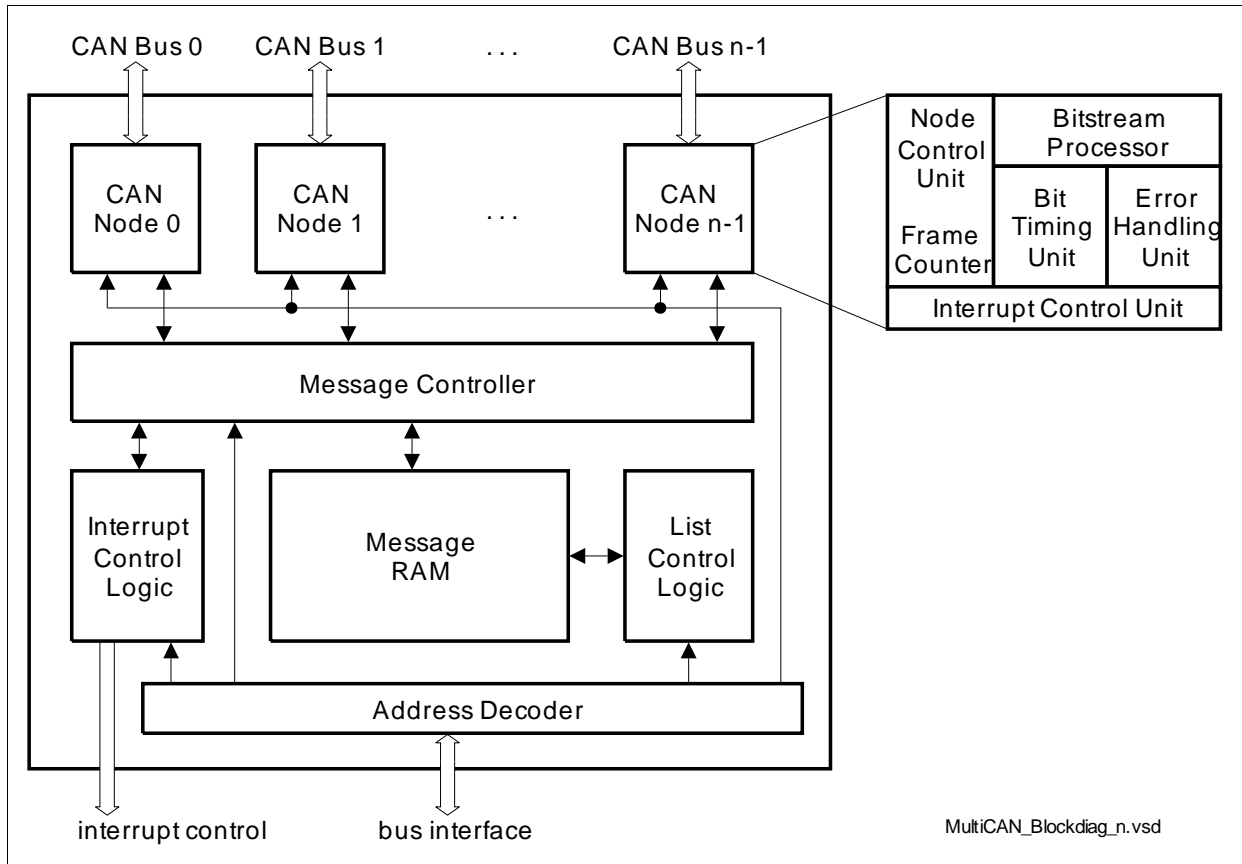 CAN Bus 0 CAN Bus 1 . . . CAN Bus n-1
CAN
Node 0
CAN
Node 1
. . .
CAN
Node n-1
Node
Control
Unit
Frame
Counter
Bitstream
Processor
Bit
Timing
Unit
Error
Handling
Unit
Interrupt Control Unit
Message Controller
Interrupt
Control
Logic
Message
RAM
List
Control
Logic
Address Decoder
interrupt control
bus interface
MultiCAN_Blockdiag_n.vsd